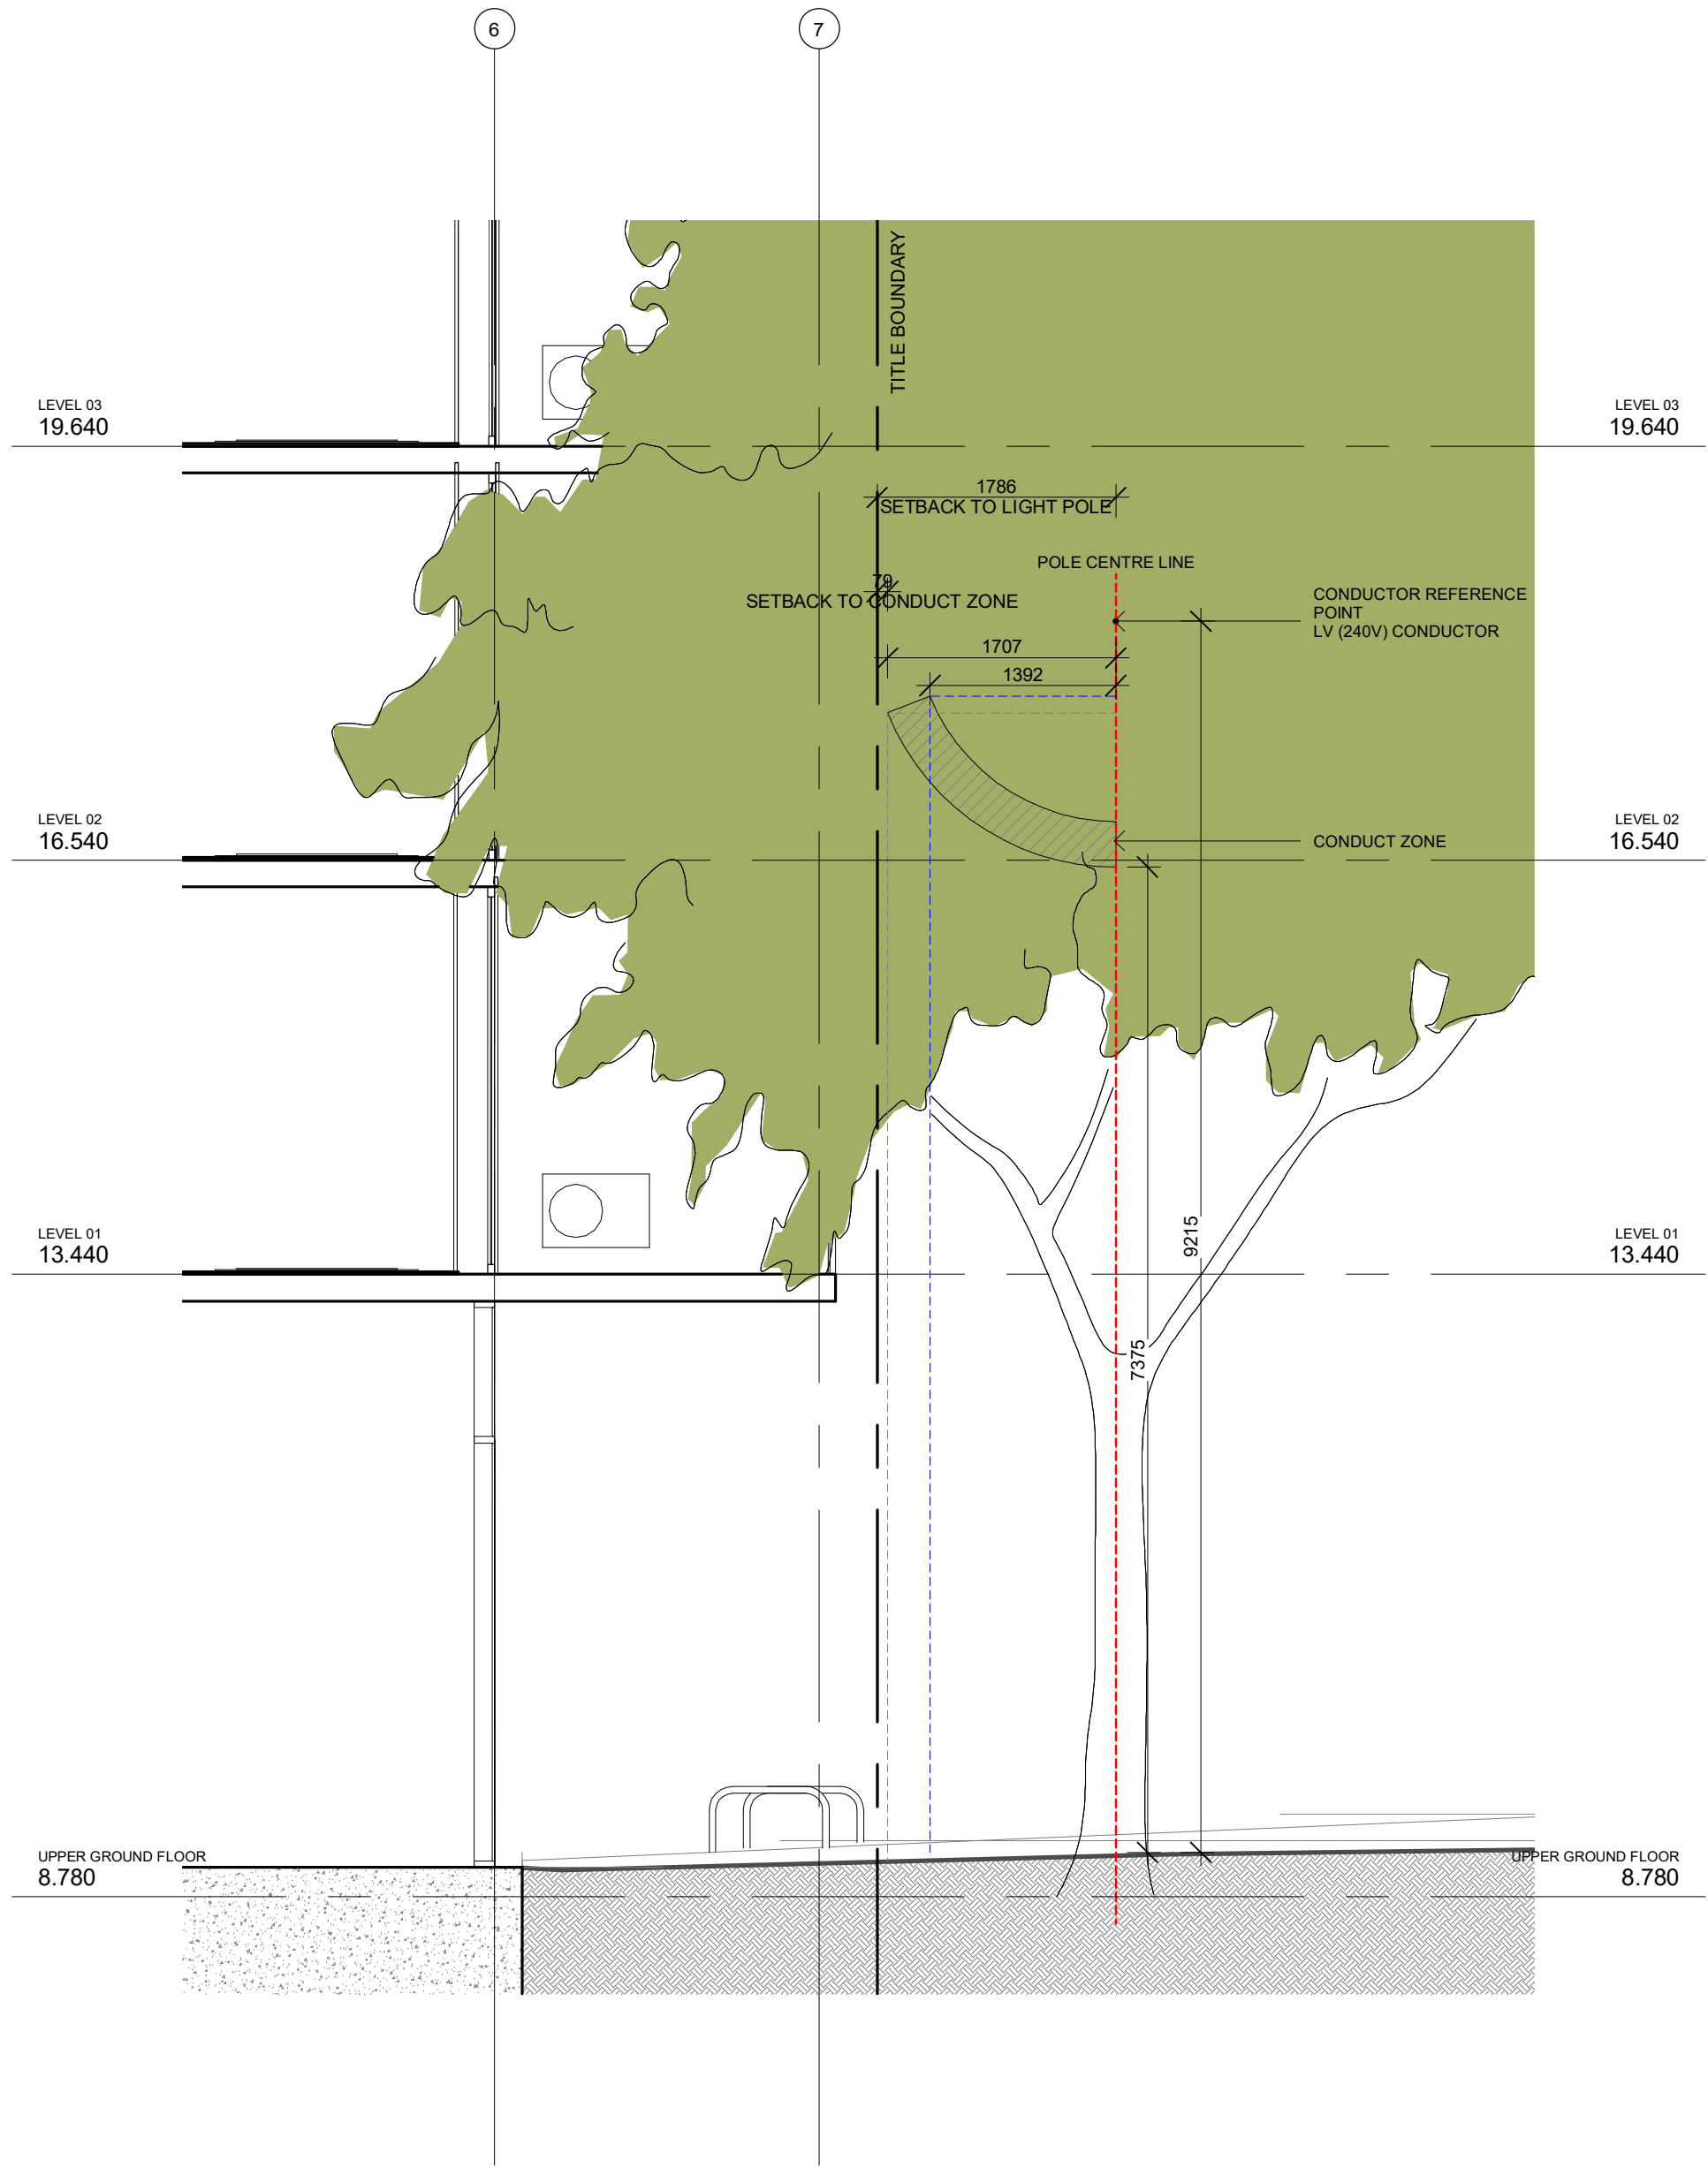 6
7
TITLE BOUNDARY
LEVEL 03
19.640
LEVEL 03
19.640
1786
SETBACK TO LIGHT POLE
POLE CENTRE LINE
79
SETBACK TO CONDUCT ZONE
CONDUCTOR REFERENCE
POINT
LV (240V) CONDUCTOR
1707
1392
LEVEL 02
16.540
CONDUCT ZONE
LEVEL 02
16.540
LEVEL 01
13.440
9215
LEVEL 01
13.440
7375
UPPER GROUND FLOOR
8.780
UPPER GROUND FLOOR
8.780